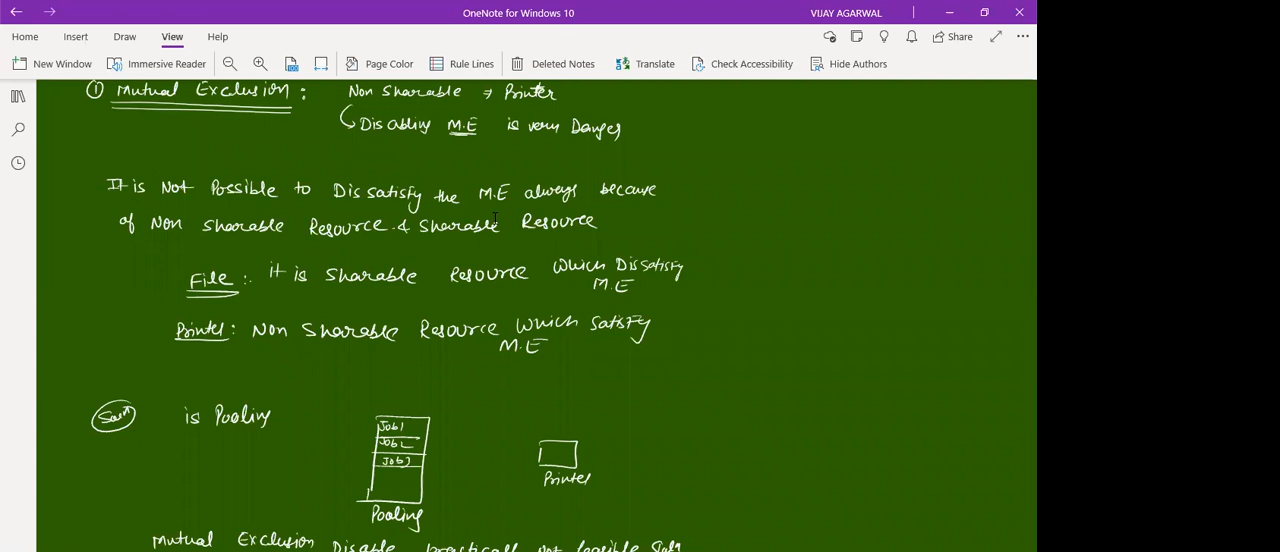 OneNote for Windows 10
VIJAY AGARWAL
Home Insert Draw View Help
Share
New Window Immersive Reader Page Color Rule Lines Deleted Notes Translate Check Accessibility Hide Authors
① Mutual Exclusion : Non Sharable → Printer
Disabling M.E is very Danger
It is Not Possible to Dissatisfy the M.E always because
of Non Sharable Resource & Sharable Resource
File :- it is Sharable Resource Which Dissatisfy
M.E
Printer : Non Sharable Resource Which Satisfy
M.E
is Pooling
Job1
Job2
Job3
Printer
Pooling
Mutual Exclusion Disable practically not feasible